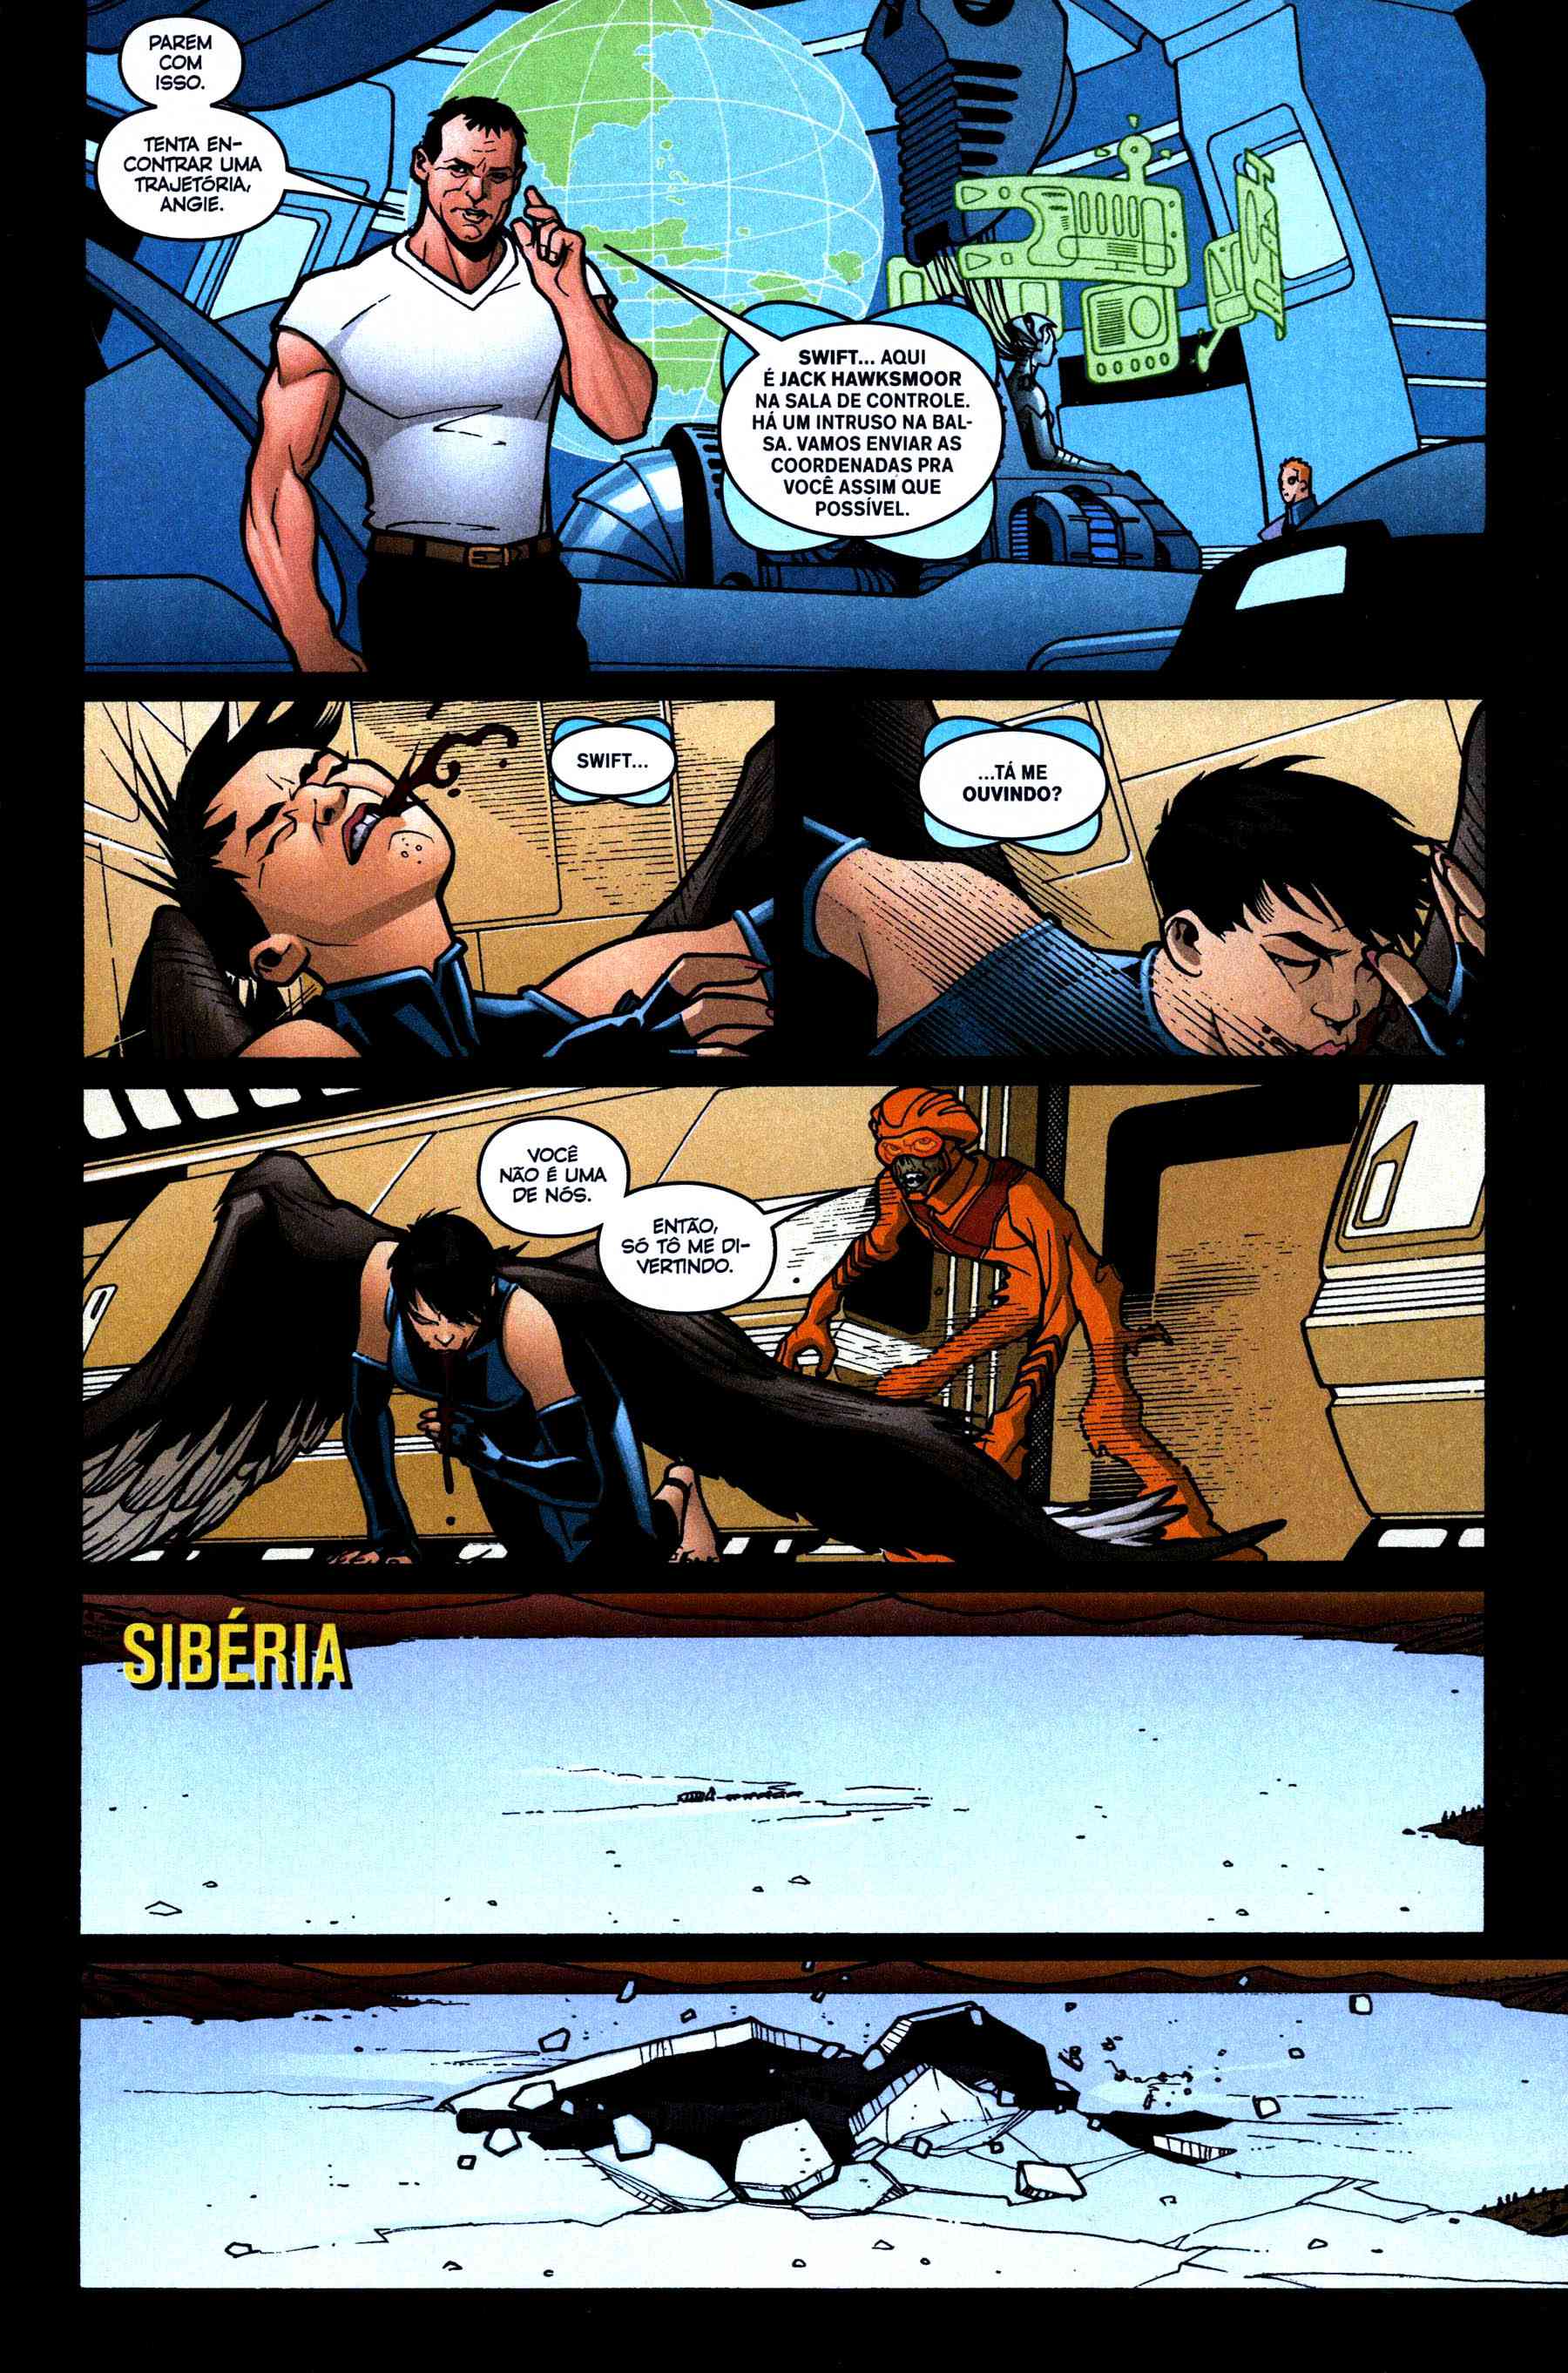 PAREM
COM
ISSO.
TENTA EN-
CONTRAR UMA
TRAJETÓRIA,
ANGIE.
SWIFT... AQUI
É JACK HAWKSMOOR
NA SALA DE CONTROLE.
HÁ UM INTRUSO NA BAL-
SA. VAMOS ENVIAR AS
COORDENADAS PRA
VOCÊ ASSIM QUE
POSSÍVEL.
SWIFT...
...TÁ ME
OUVINDO?
VOCÊ
NÃO É UMA
DE NÓS.
ENTÃO,
SÓ TÔ ME DI-
VERTINDO.
SIBÉRIA